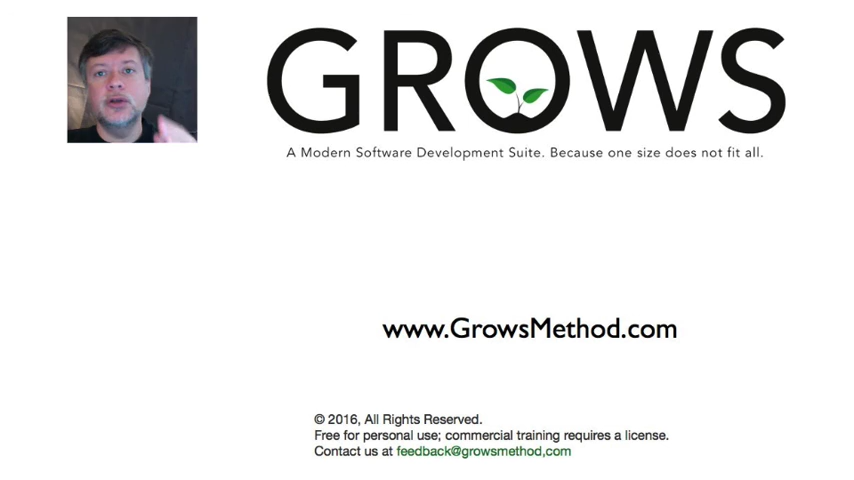 GROWS
A Modern Software Development Suite. Because one size does not fit all.
www.GrowsMethod.com
© 2016, All Rights Reserved.
Free for personal use; commercial training requires a license.
Contact us at feedback@growsmethod,com